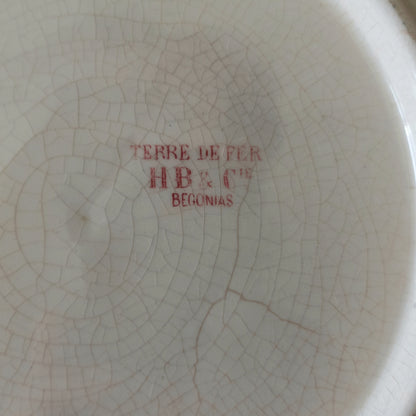 TERRE DE FER
HB & Cie
BEGONIAS